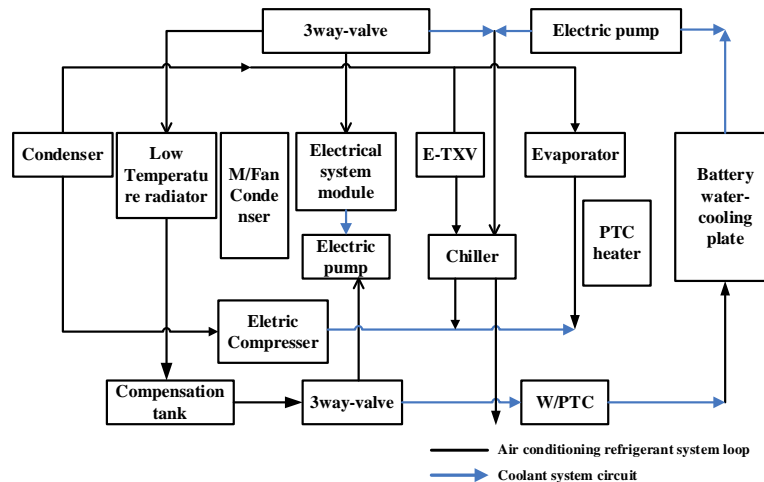 3way-valve
Electric pump
Condenser
Low
Temperatu
re radiator
M/Fan
Conde
nser
Electrical
system
module
E-TXV
Evaporator
Battery
water-
cooling
plate
PTC
heater
Electric
pump
Chiller
Eletric
Compresser
Compensation
tank
3way-valve
W/PTC
Air conditioning refrigerant system loop
Coolant system circuit